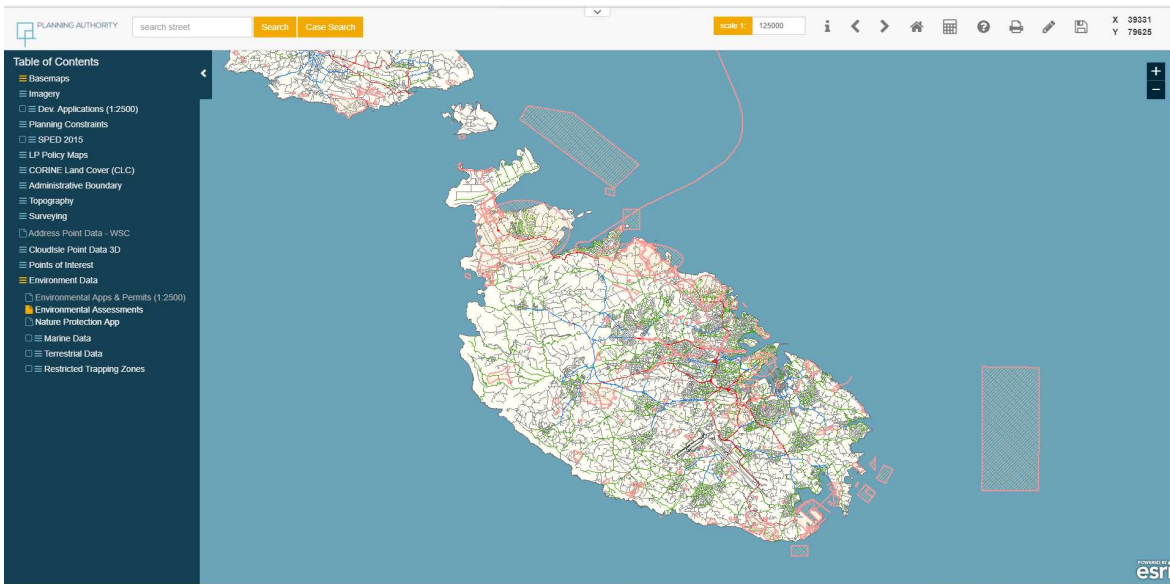 PLANNING AUTHORITY
search street
Search
Case Search
scale 1:
125000
X 39331
Y 79625
Table of Contents
Basemaps
Imagery
Dev. Applications (1:2500)
Planning Constraints
SPED 2015
LP Policy Maps
CORINE Land Cover (CLC)
Administrative Boundary
Topography
Surveying
Address Point Data - WSC
CloudIsle Point Data 3D
Points of Interest
Environment Data
Environmental Apps & Permits (1:2500)
Environmental Assessments
Nature Protection App
Marine Data
Terrestrial Data
Restricted Trapping Zones
POWERED BY
esri